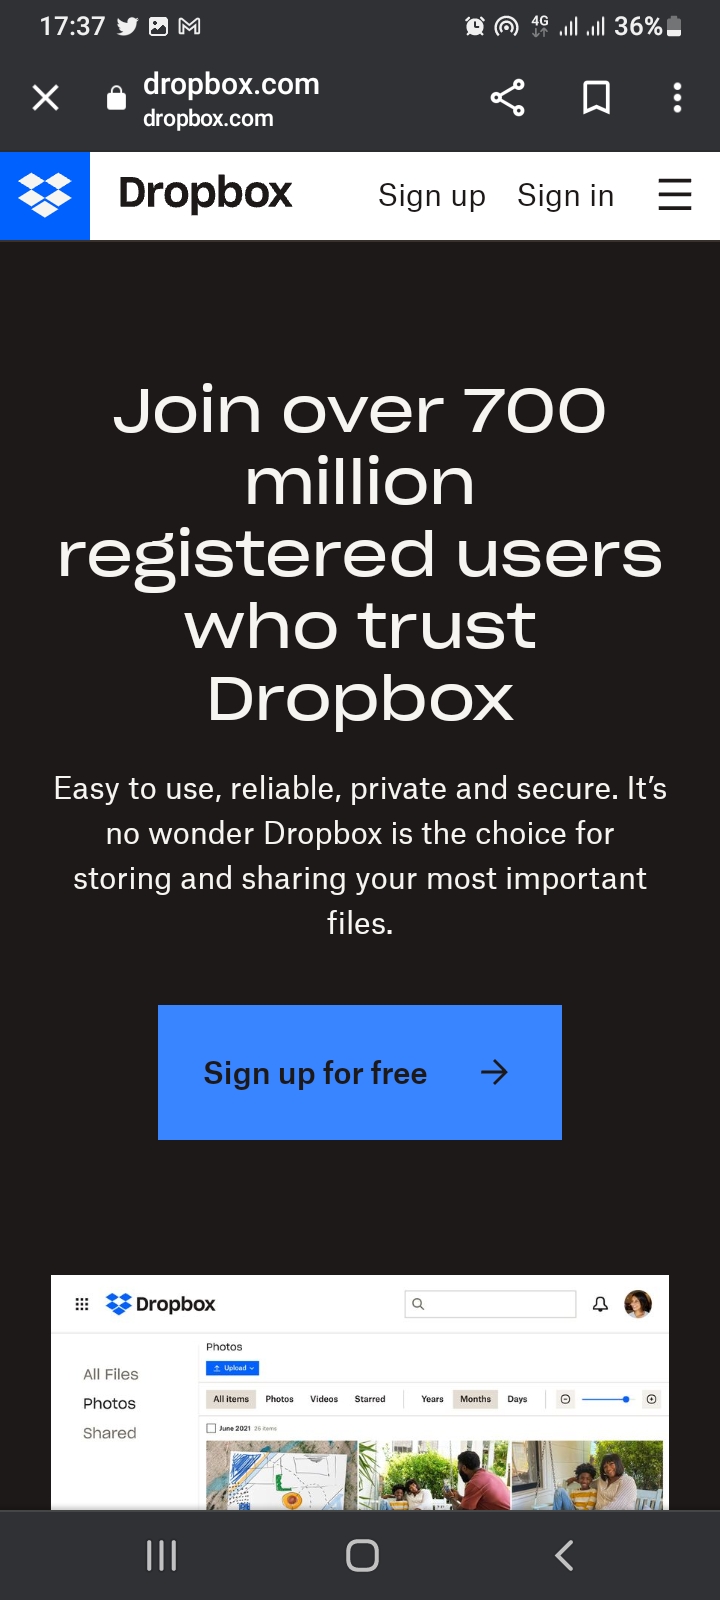 17:37 4G 36%
dropbox.com
dropbox.com
Dropbox Sign up Sign in
Join over 700
million
registered users
who trust
Dropbox
Easy to use, reliable, private and secure. It’s
no wonder Dropbox is the choice for
storing and sharing your most important
files.
Sign up for free
Dropbox
Photos
Upload
All Files
Photos
Shared
All items Photos Videos Starred Years Months Days
June 2021 26 items